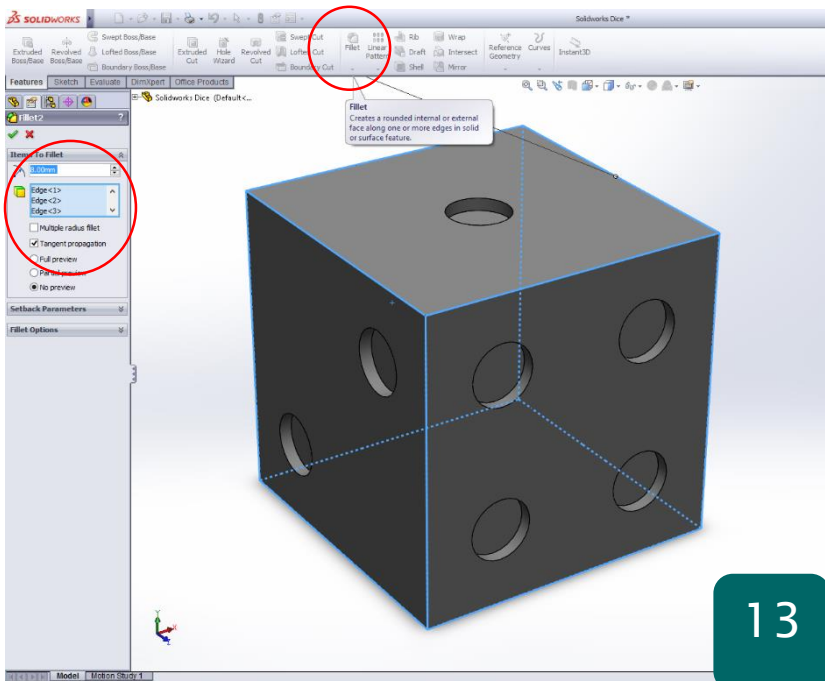 SOLIDWORKS
Solidworks Dice *
Extruded Boss/Base
Revolved Boss/Base
Swept Boss/Base
Lofted Boss/Base
Boundary Boss/Base
Extruded Cut
Hole Wizard
Revolved Cut
Swept Cut
Lofted Cut
Boundary Cut
Fillet
Linear Pattern
Rib
Draft
Shell
Wrap
Intersect
Mirror
Reference Geometry
Curves
Instant3D
Features
Sketch
Evaluate
DimXpert
Office Products
Solidworks Dice (Default<...
Fillet
Creates a rounded internal or external
face along one or more edges in solid
or surface feature.
Fillet2
?
Items To Fillet
8.00mm
Edge<1>
Edge<2>
Edge<3>
Multiple radius fillet
Tangent propagation
Full preview
Partial preview
No preview
Setback Parameters
Fillet Options
Y
X
Z
13
Model
Motion Study 1